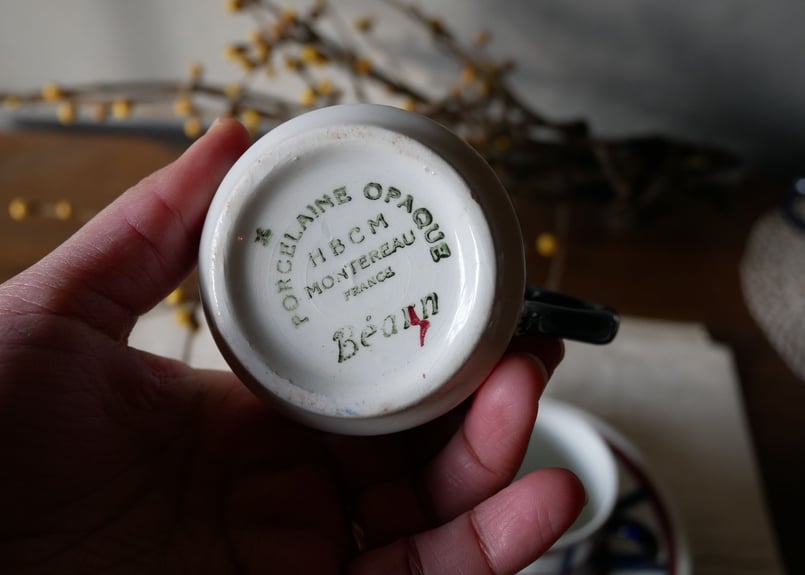 PORCELAINE OPAQUE
HBCM
MONTEREAU
FRANCE
Béarn